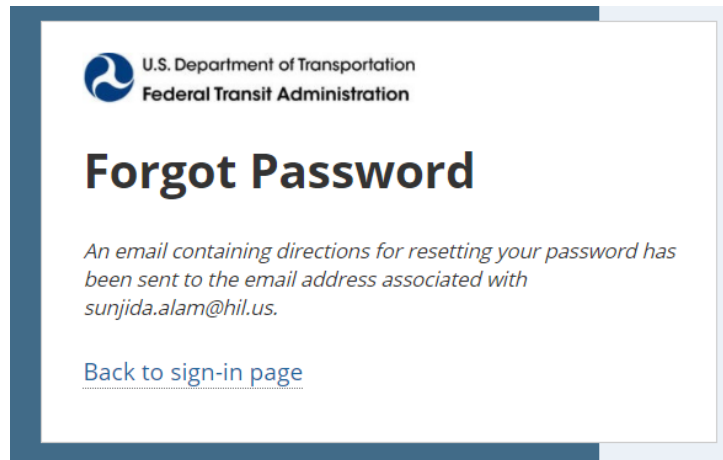 U.S. Department of Transportation
Federal Transit Administration
Forgot Password
An email containing directions for resetting your password has
been sent to the email address associated with
sunjida.alam@hil.us.
Back to sign-in page